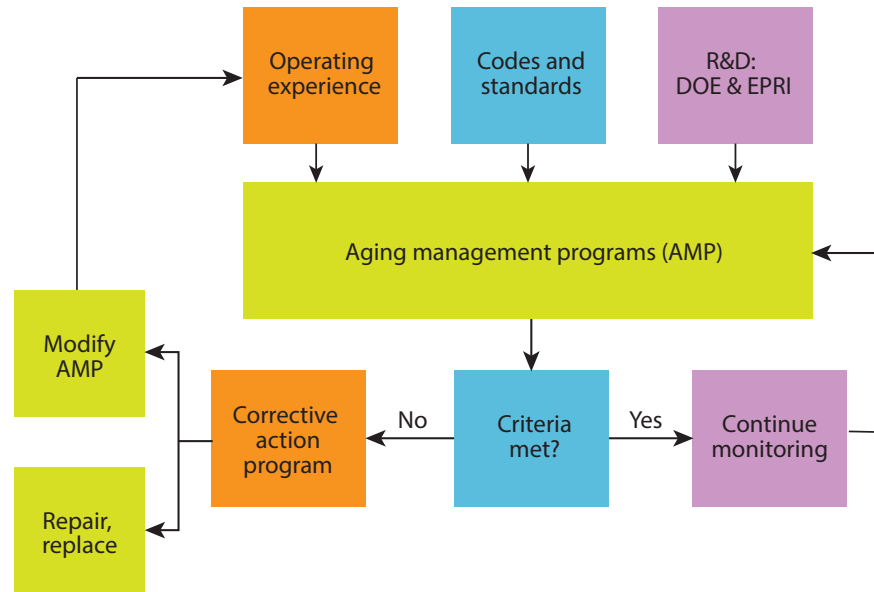 Operating
experience
Codes and
standards
R&D:
DOE & EPRI
Aging management programs (AMP)
Modify
AMP
Corrective
action
program
No
Criteria
met?
Yes
Continue
monitoring
Repair,
replace